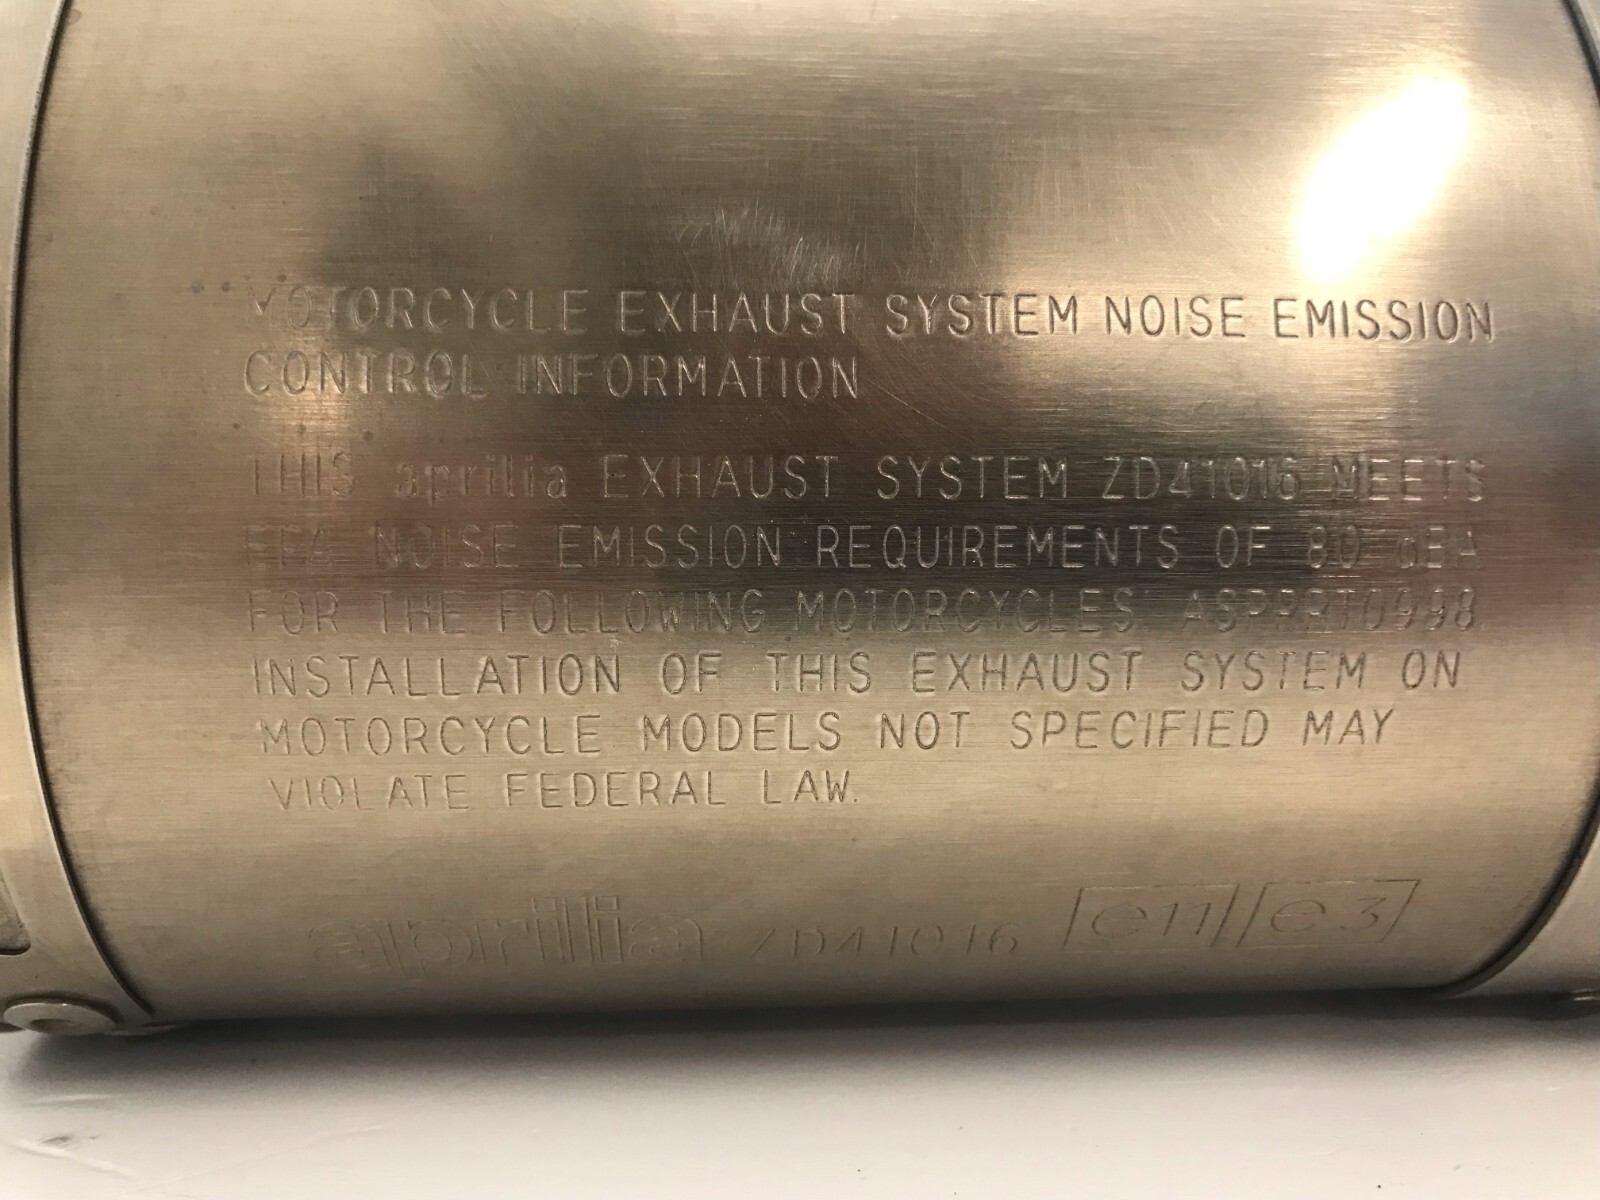 MOTORCYCLE EXHAUST SYSTEM NOISE EMISSION
CONTROL INFORMATION
THIS aprilia EXHAUST SYSTEM ZD41016 MEETS
EPA NOISE EMISSION REQUIREMENTS OF 80 dBA
FOR THE FOLLOWING MOTORCYCLES: ASPRRT0998.
INSTALLATION OF THIS EXHAUST SYSTEM ON
MOTORCYCLE MODELS NOT SPECIFIED MAY
VIOLATE FEDERAL LAW.
aprilia ZD41016 e11 e3